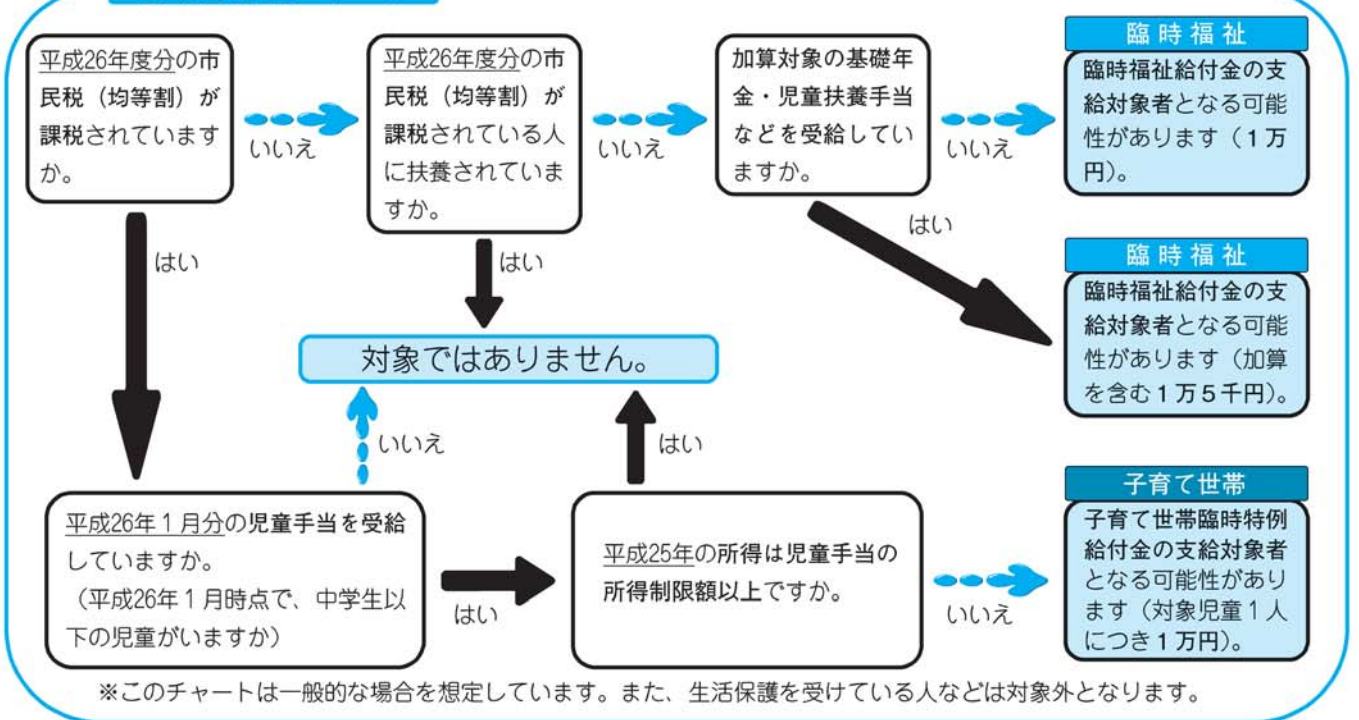 平成26年度分の市
民税（均等割）が
課税されています
か。
いいえ
平成26年度分の市
民税（均等割）が
課税されている人
に扶養されていま
すか。
いいえ
加算対象の基礎年
金・児童扶養手当
などを受給してい
ますか。
いいえ
臨時福祉
臨時福祉給付金の支
給対象者となる可能
性があります（１万
円）。
はい
はい
はい
臨時福祉
臨時福祉給付金の支
給対象者となる可能
性があります（加算
を含む１万５千円）。
対象ではありません。
いいえ
はい
平成26年１月分の児童手当を受給
していますか。
（平成26年１月時点で、中学生以
下の児童がいますか）
はい
平成25年の所得は児童手当の
所得制限額以上ですか。
いいえ
子育て世帯
子育て世帯臨時特例
給付金の支給対象者
となる可能性があり
ます（対象児童１人
につき１万円）。
※このチャートは一般的な場合を想定しています。また、生活保護を受けている人などは対象外となります。